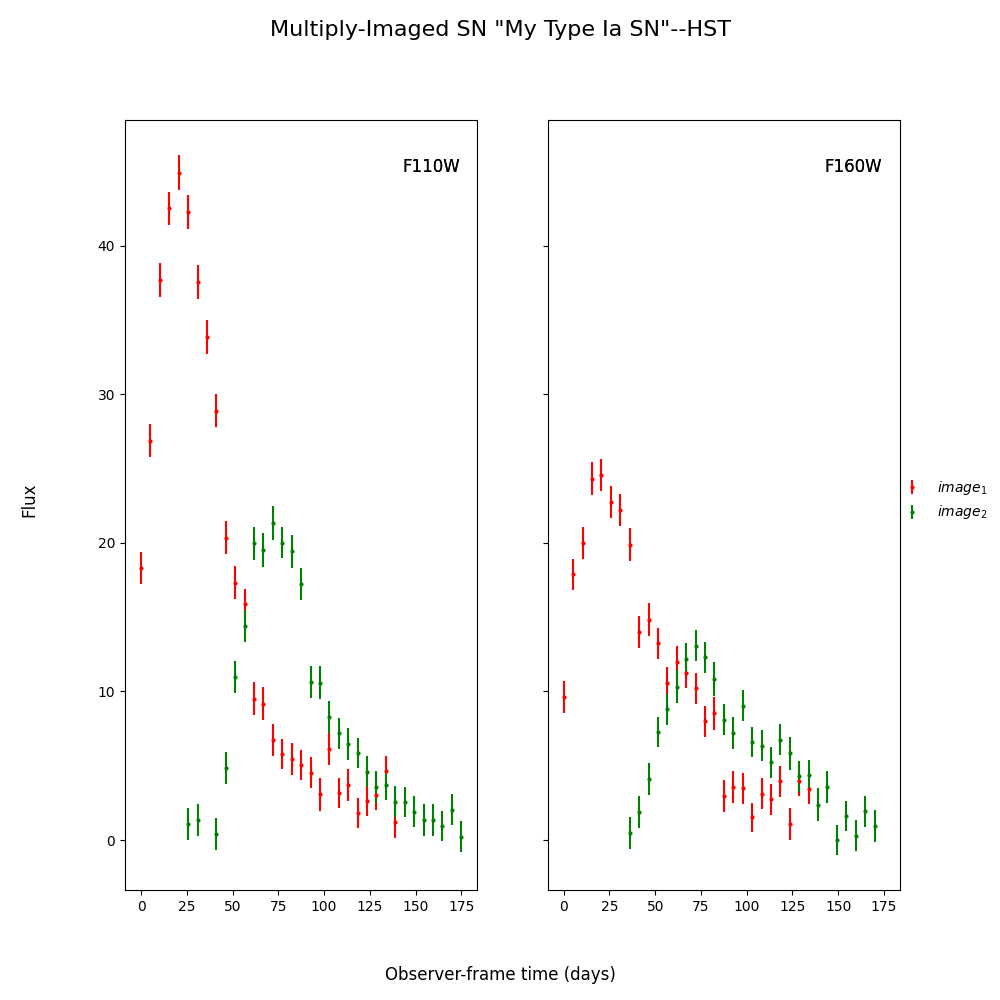 Multiply-Imaged SN "My Type Ia SN"--HST
F110W
F160W
Flux
40
30
20
10
0
image1
image2
0 25 50 75 100 125 150 175
0 25 50 75 100 125 150 175
Observer-frame time (days)